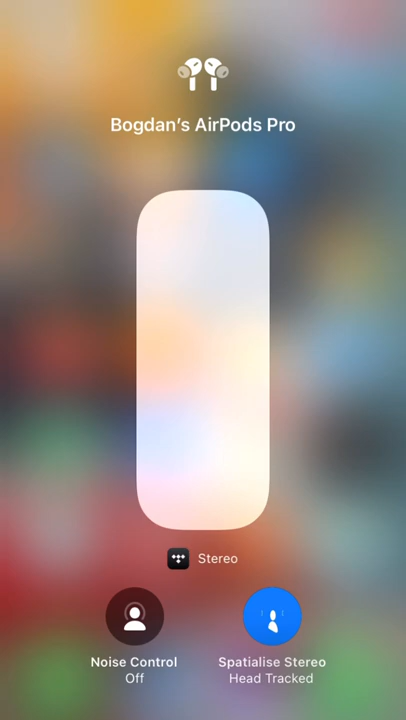 Bogdan’s AirPods Pro
Stereo
Noise Control
Off
Spatialise Stereo
Head Tracked